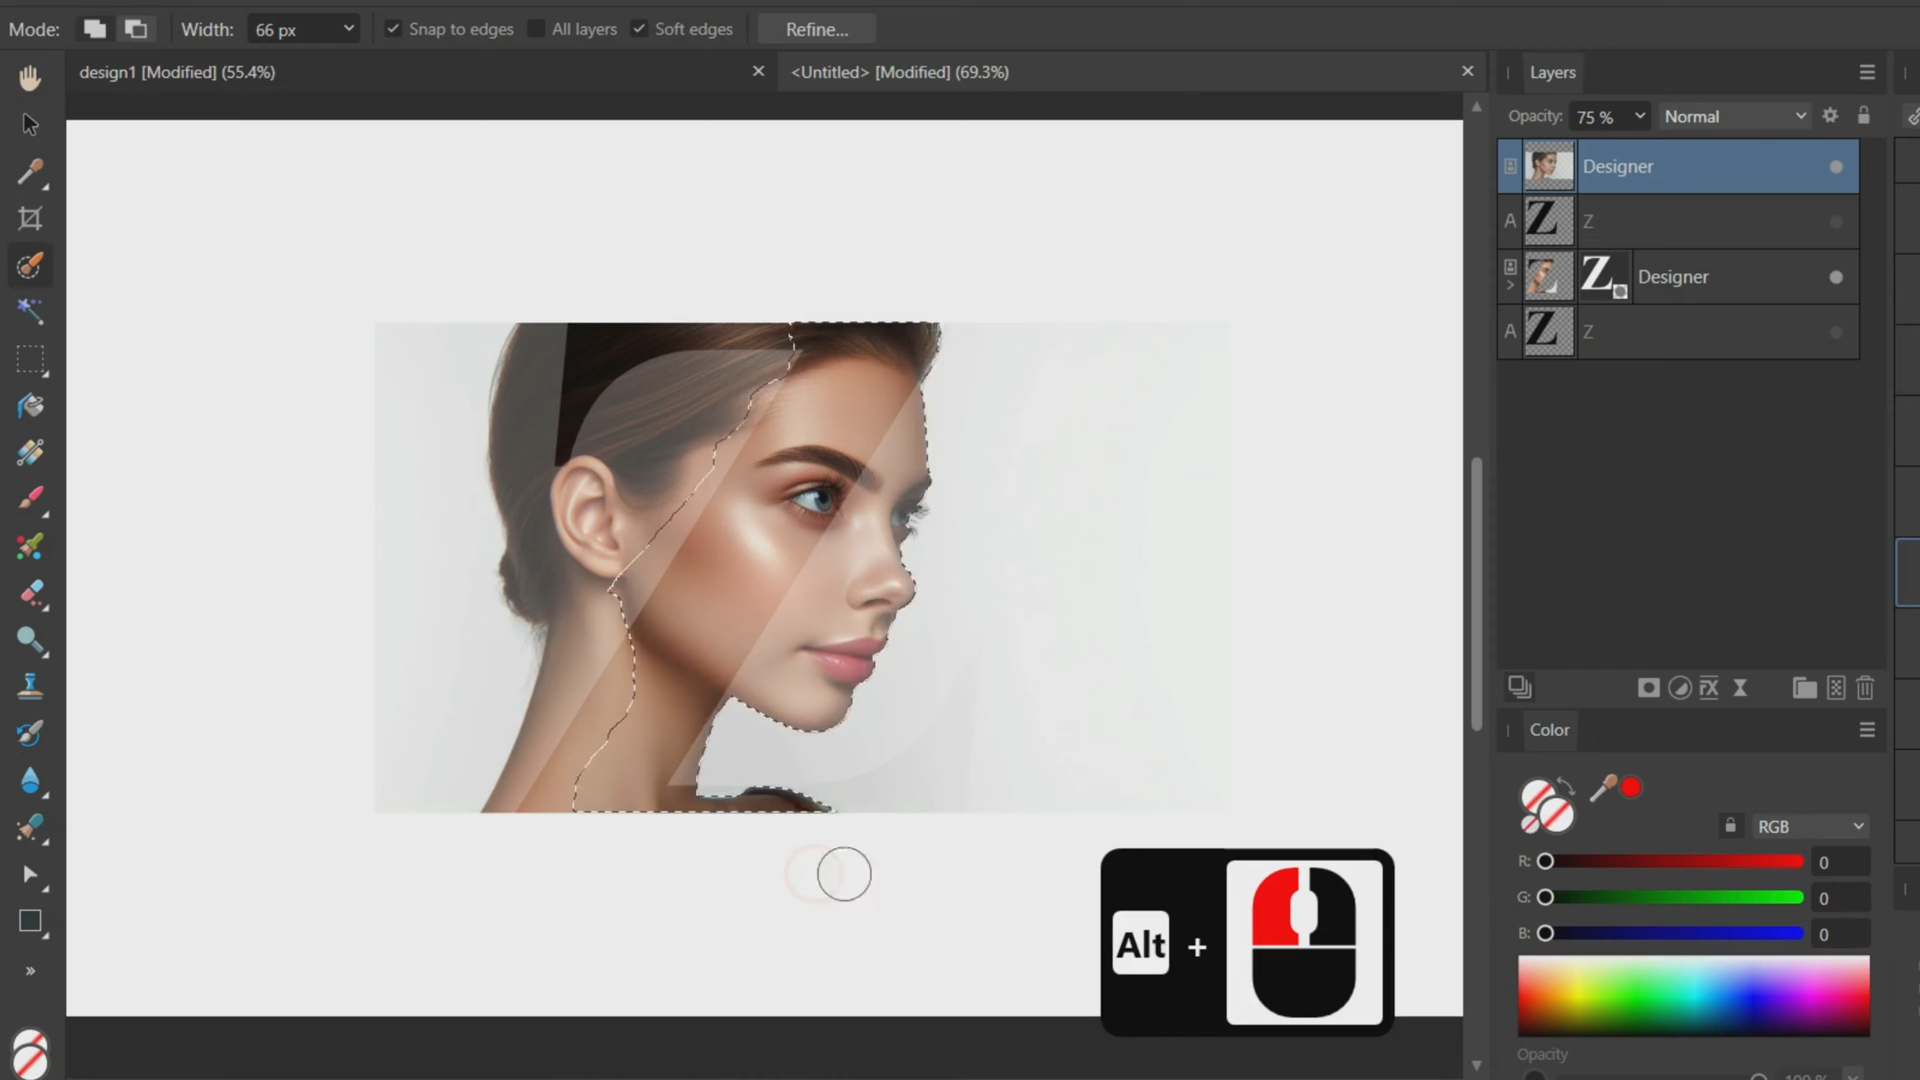 Mode:
Width: 66 px
Snap to edges
All layers
Soft edges
Refine...
design1 [Modified] (55.4%)
<Untitled> [Modified] (69.3%)
Layers
Opacity: 75 %
Normal
Designer
A Z Z
Z Designer
A Z Z
Color
RGB
R: 0
G: 0
B: 0
Opacity
100 %
Alt +